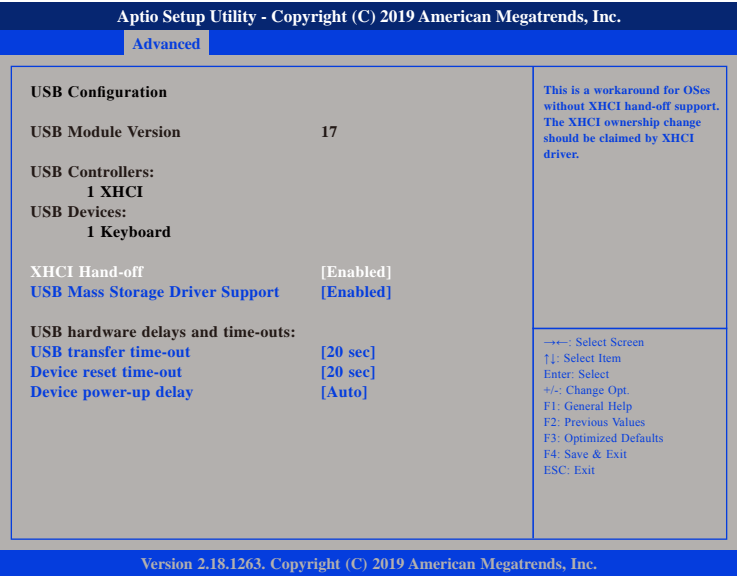 Aptio Setup Utility - Copyright (C) 2019 American Megatrends, Inc.
Advanced
USB Configuration
USB Module Version 17
USB Controllers:
1 XHCI
USB Devices:
1 Keyboard
XHCI Hand-off [Enabled]
USB Mass Storage Driver Support [Enabled]
USB hardware delays and time-outs:
USB transfer time-out [20 sec]
Device reset time-out [20 sec]
Device power-up delay [Auto]
This is a workaround for OSes
without XHCI hand-off support.
The XHCI ownership change
should be claimed by XHCI
driver.
→←: Select Screen
↑↓: Select Item
Enter: Select
+/-: Change Opt.
F1: General Help
F2: Previous Values
F3: Optimized Defaults
F4: Save & Exit
ESC: Exit
Version 2.18.1263. Copyright (C) 2019 American Megatrends, Inc.